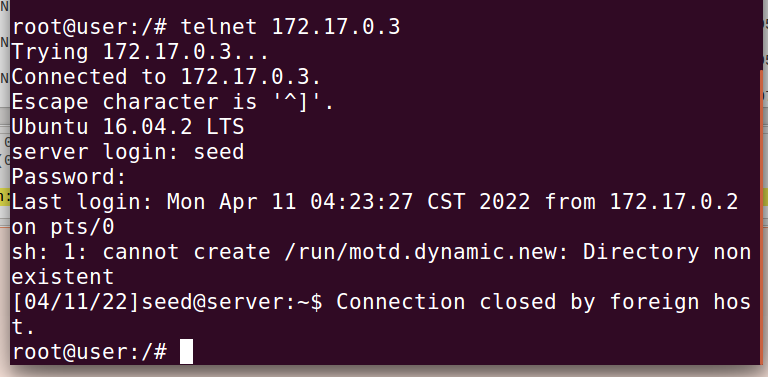 root@user:/# telnet 172.17.0.3
Trying 172.17.0.3...
Connected to 172.17.0.3.
Escape character is '^]'.
Ubuntu 16.04.2 LTS
server login: seed
Password:
Last login: Mon Apr 11 04:23:27 CST 2022 from 172.17.0.2
on pts/0
sh: 1: cannot create /run/motd.dynamic.new: Directory non
existent
[04/11/22]seed@server:~$ Connection closed by foreign hos
t.
root@user:/#